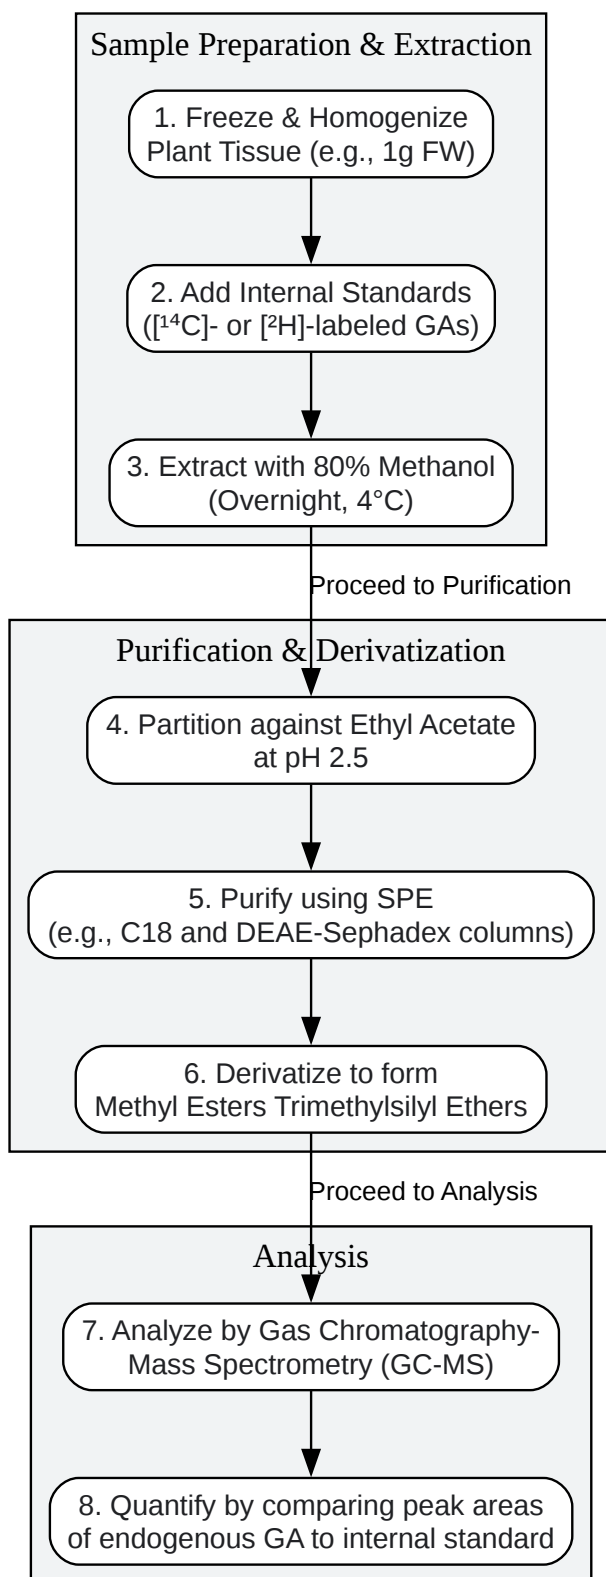 Sample Preparation & Extraction
1. Freeze & Homogenize
Plant Tissue (e.g., 1g FW)
2. Add Internal Standards
([¹⁴C]- or [²H]-labeled GAs)
3. Extract with 80% Methanol
(Overnight, 4°C)
Proceed to Purification
Purification & Derivatization
4. Partition against Ethyl Acetate
at pH 2.5
5. Purify using SPE
(e.g., C18 and DEAE-Sephadex columns)
6. Derivatize to form
Methyl Esters Trimethylsilyl Ethers
Proceed to Analysis
Analysis
7. Analyze by Gas Chromatography-
Mass Spectrometry (GC-MS)
8. Quantify by comparing peak areas
of endogenous GA to internal standard